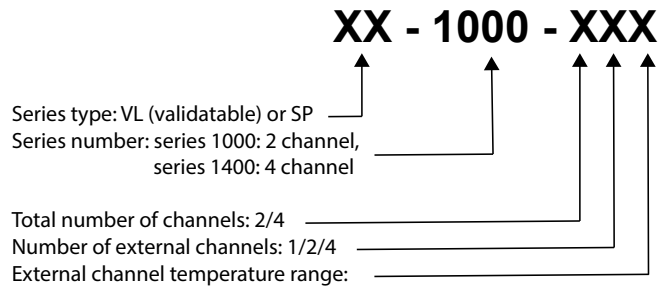 XX - 1000 - XXX
Series type: VL (validatable) or SP
Series number: series 1000: 2 channel,
series 1400: 4 channel
Total number of channels: 2/4
Number of external channels: 1/2/4
External channel temperature range: